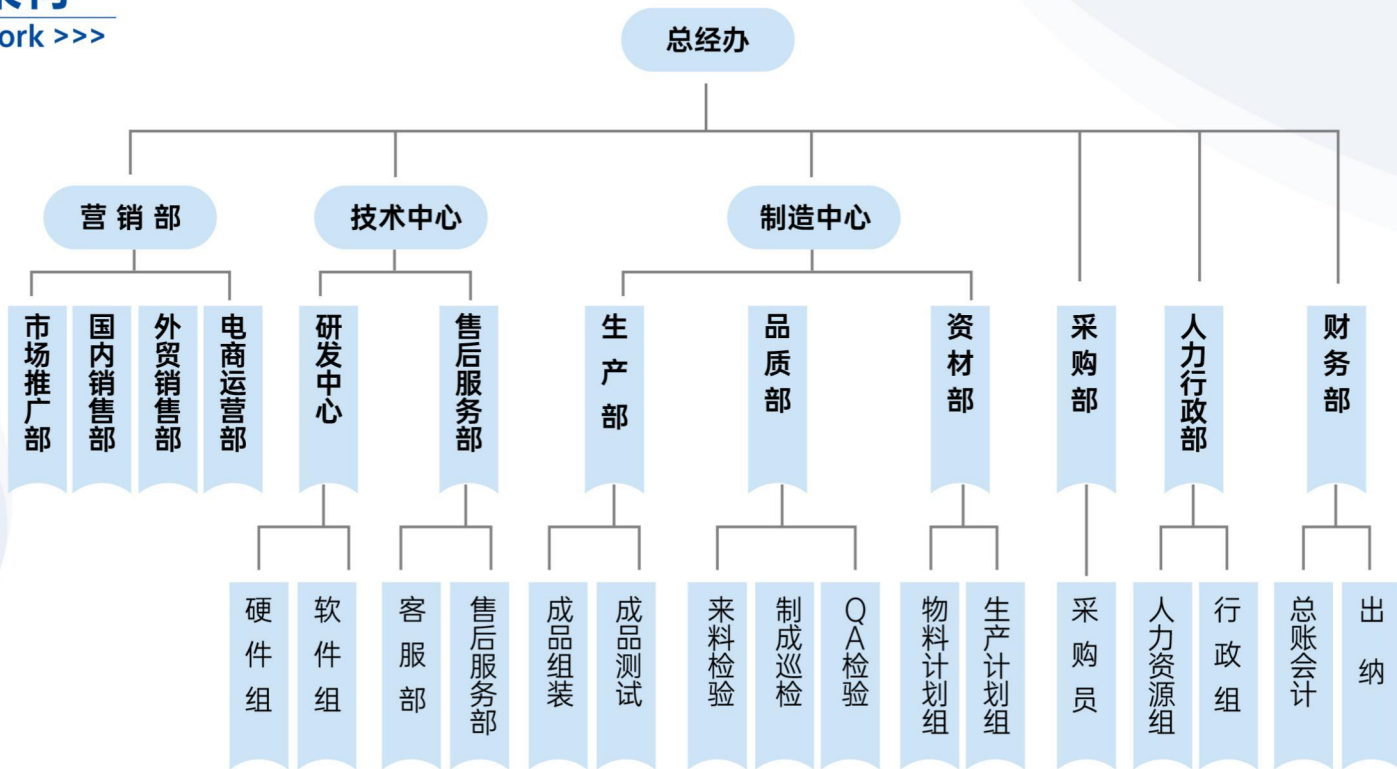 ork >>>
总经办
营销部
技术中心
制造中心
市场推广部
国内销售部
外贸销售部
电商运营部
研发中心
售后服务部
生产部
品质部
资材部
采购部
人力行政部
财务部
硬件组
软件组
客服部
售后服务部
成品组装
成品测试
来料检验
制成巡检
QA检验
物料计划组
生产计划组
采购员
人力资源组
行政组
总账会计
出纳